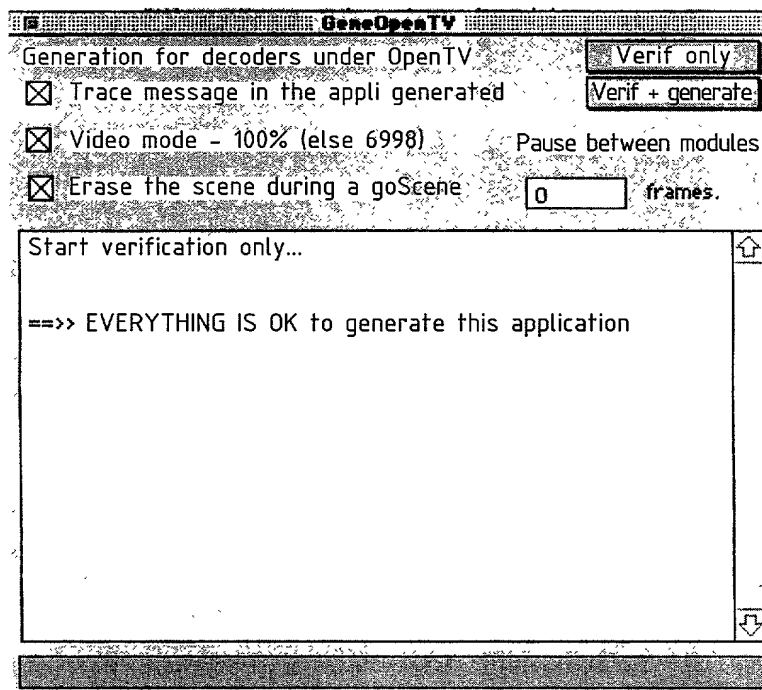 GeneOpenTV
Generation for decoders under OpenTV
Verif only
Trace message in the appli generated
Verif + generate
Video mode - 100% (else 6998)
Pause between modules
Erase the scene during a goScene
0 frames.
Start verification only...
==>> EVERYTHING IS OK to generate this application